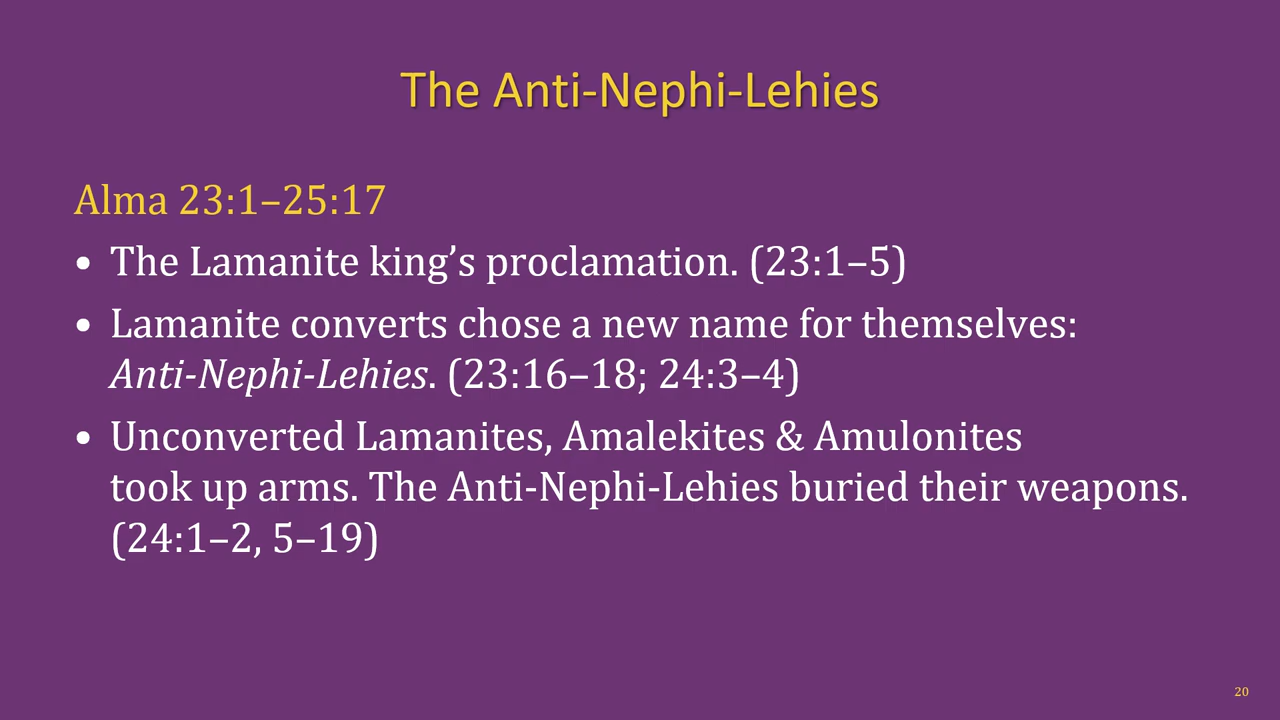 The Anti-Nephi-Lehies
Alma 23:1–25:17
• The Lamanite king’s proclamation. (23:1–5)
• Lamanite converts chose a new name for themselves:
Anti-Nephi-Lehies. (23:16–18; 24:3–4)
• Unconverted Lamanites, Amalekites & Amulonites
took up arms. The Anti-Nephi-Lehies buried their weapons.
(24:1–2, 5–19)
20